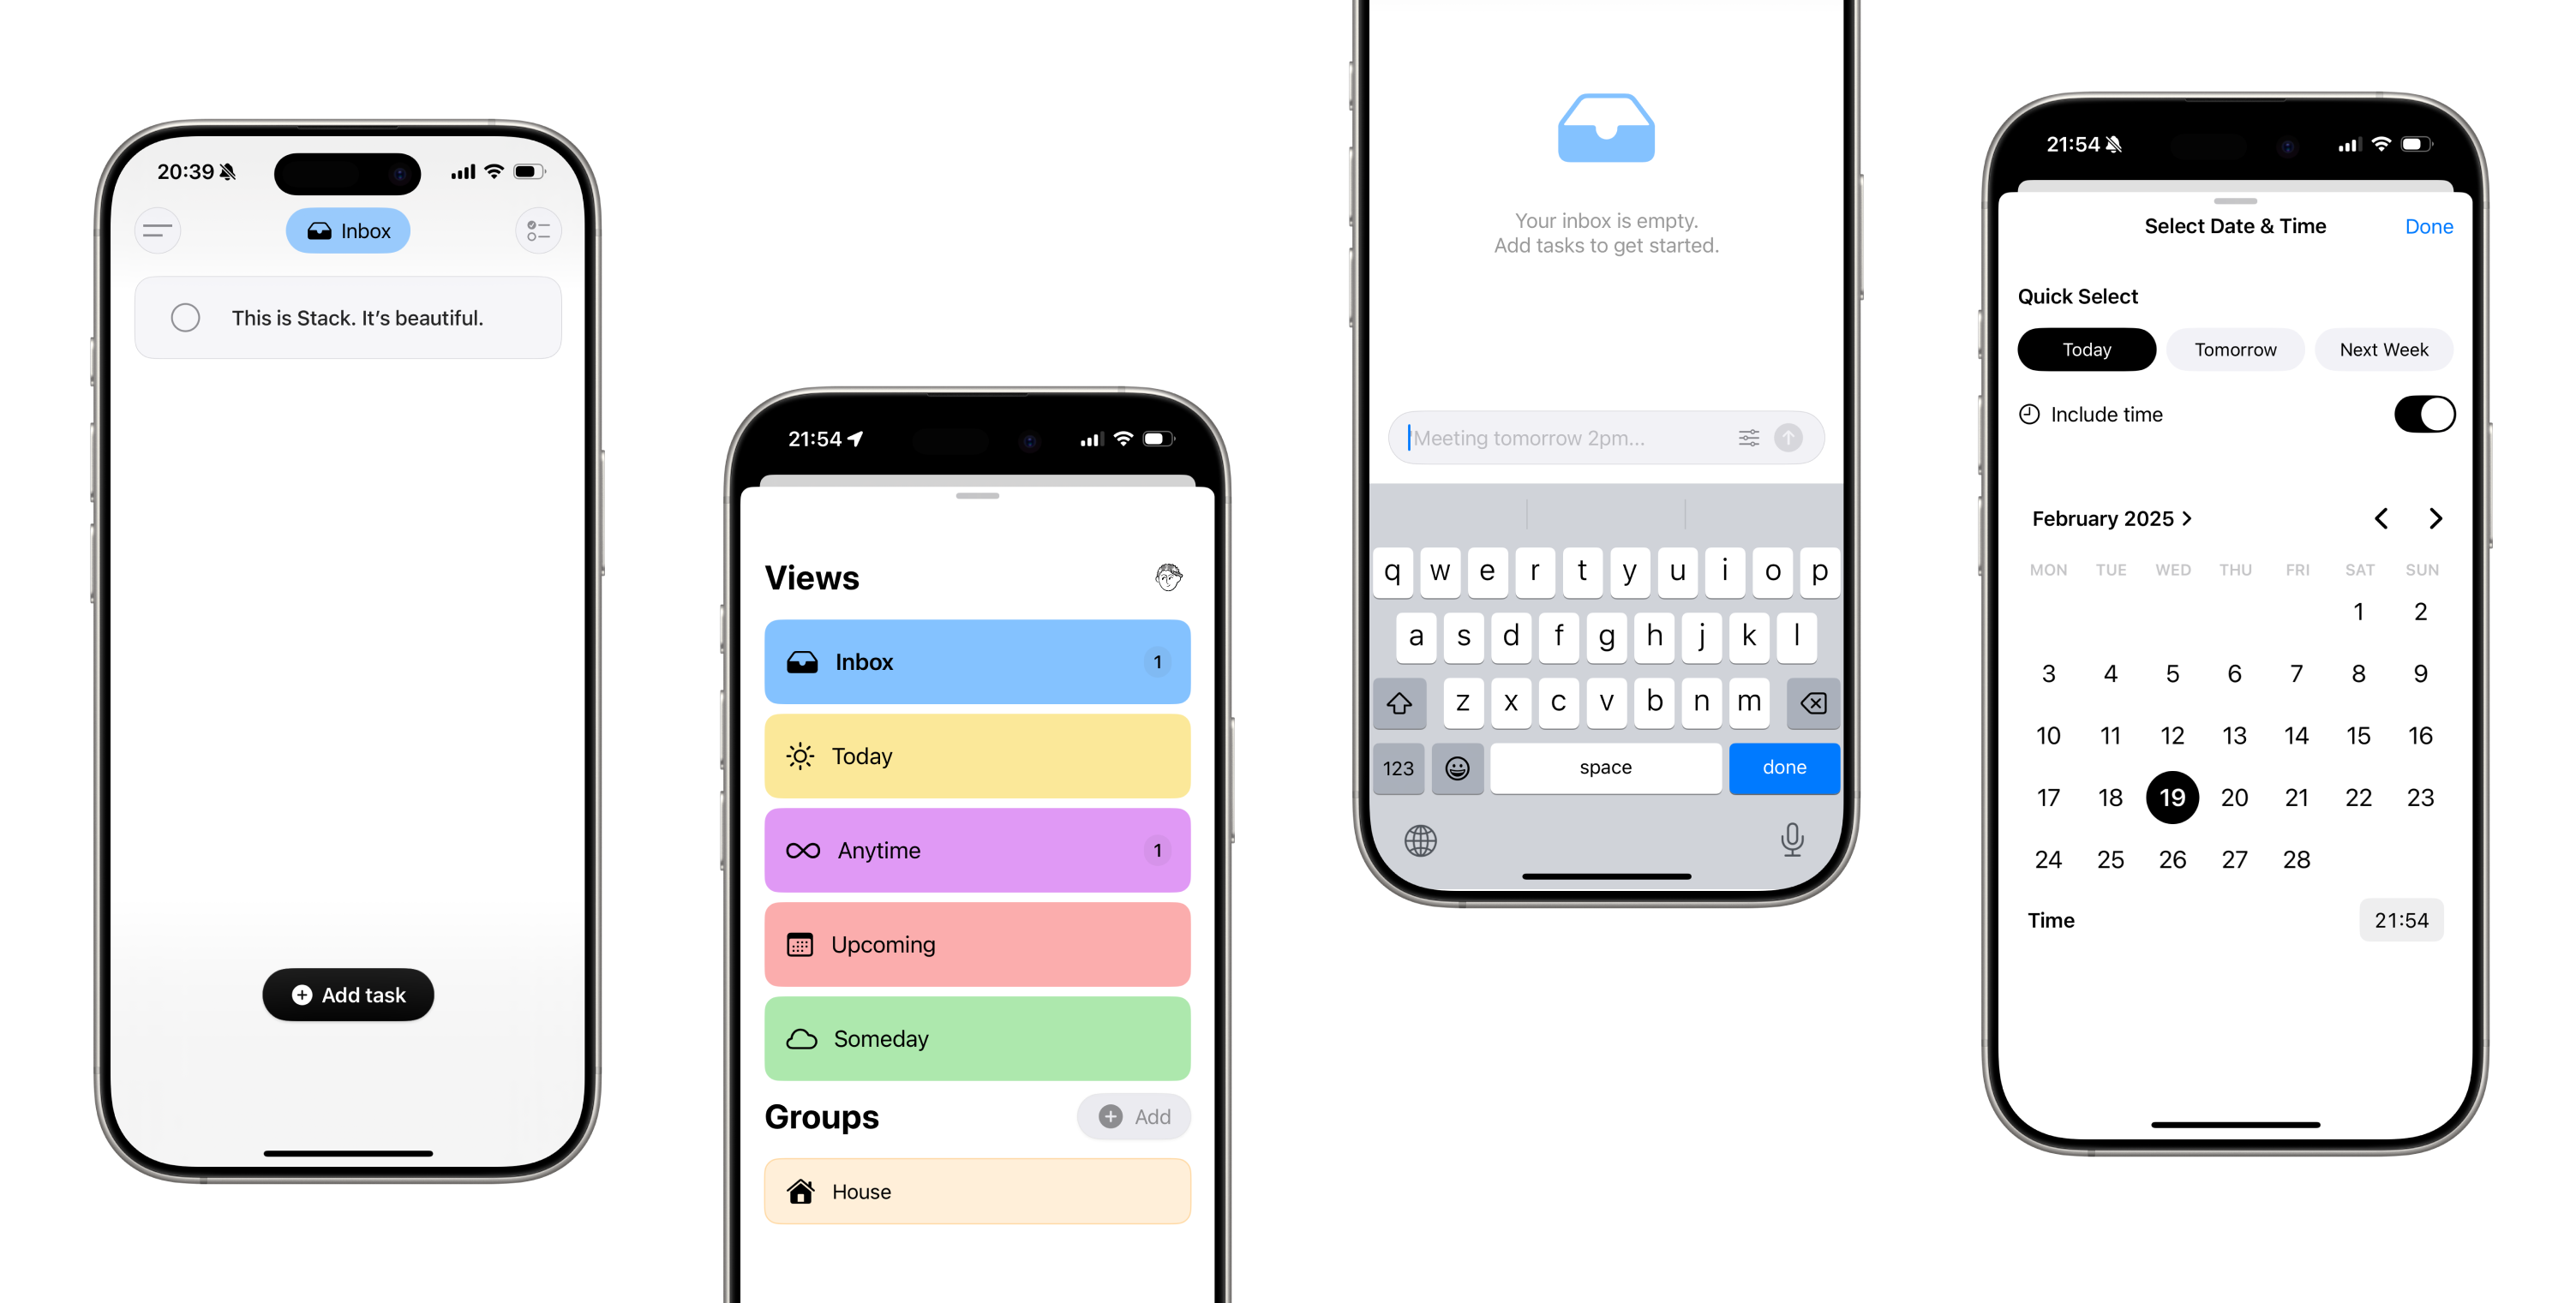 20:39
Inbox
This is Stack. It’s beautiful.
Add task
21:54
Views
Inbox 1
Today
Anytime 1
Upcoming
Someday
Groups Add
House
Your inbox is empty.
Add tasks to get started.
Meeting tomorrow 2pm...
q w e r t y u i o p
a s d f g h j k l
z x c v b n m
123 space done
21:54
Select Date & Time Done
Quick Select
Today Tomorrow Next Week
Include time
February 2025
MON TUE WED THU FRI SAT SUN
1 2
3 4 5 6 7 8 9
10 11 12 13 14 15 16
17 18 19 20 21 22 23
24 25 26 27 28
Time 21:54